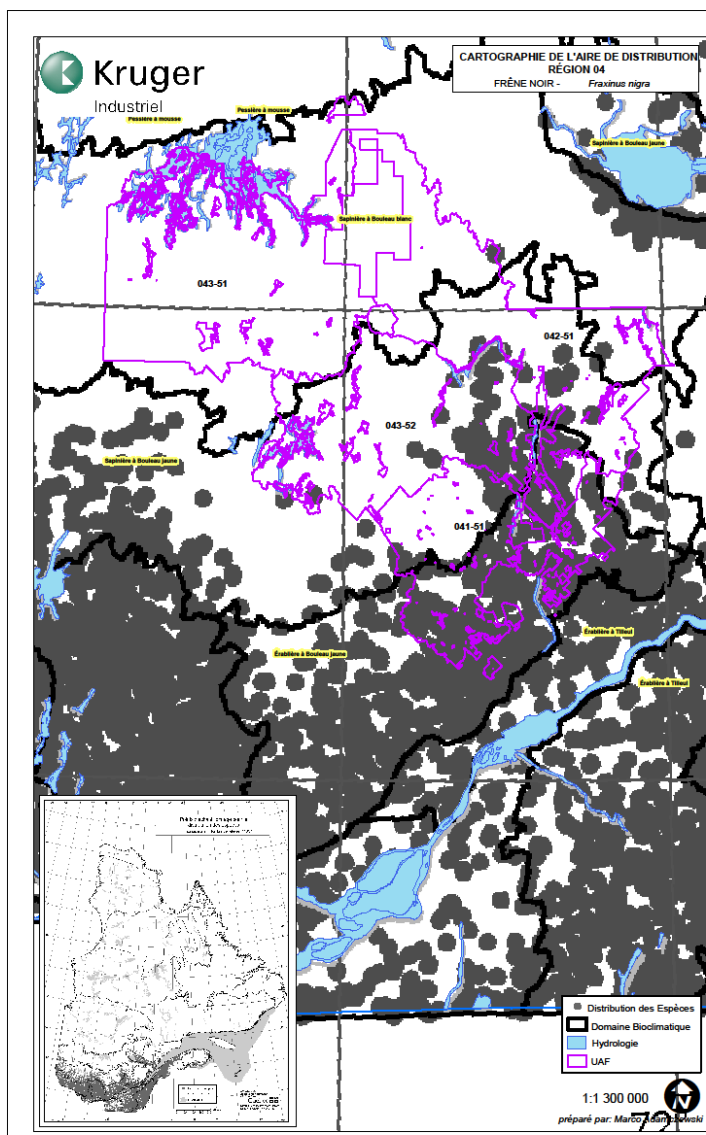 Kruger
Industriel
CARTOGRAPHIE DE L'AIRE DE DISTRIBUTION
RÉGION 04
FRÊNE NOIR - Fraxinus nigra
Pessière à mousse
Pessière à mousse
Sapinière à Bouleau jaune
Sapinière à Bouleau blanc
043-51
042-51
043-52
Sapinière à Bouleau jaune
041-51
Érablière à Tilleul
Érablière à Bouleau jaune
Érablière à Tilleul
Distribution des Espèces
Domaine Bioclimatique
Hydrologie
UAF
1:1 300 000
N
72
préparé par: Marco Adamczewski